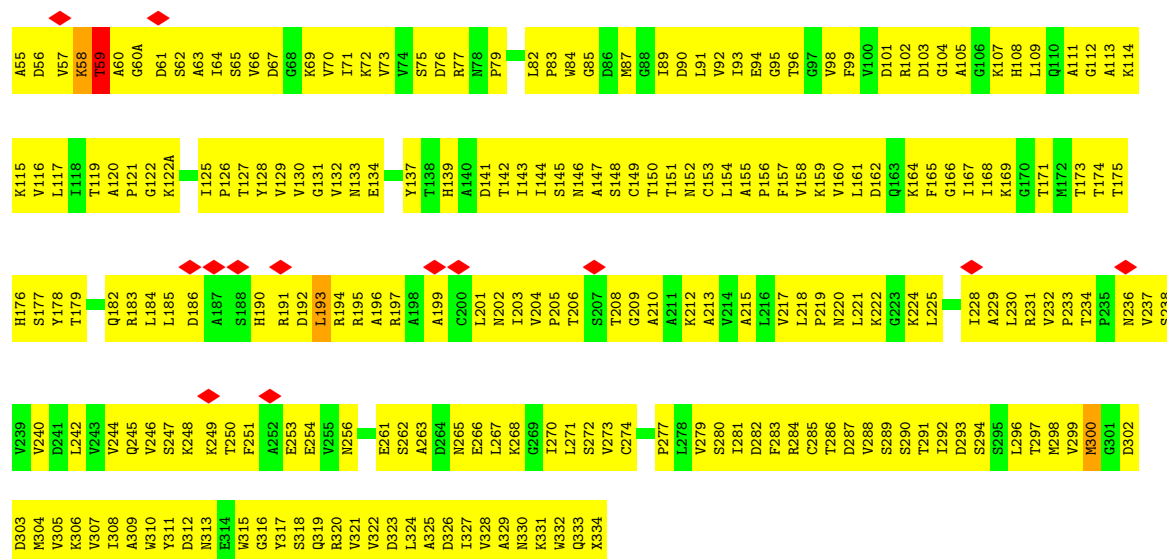 A55 D56 V57 K58 T59 A60 G60A D61 S62 A63 I64 S65 V66 D67 G68 K69 V70 I71 K72 V73 V74 S75 D76 R77 N78 P79 L82 P83 W84 G85 D86 M87 G88 I89 D90 L91 V92 I93 E94 G95 T96 G97 V98 F99 V100 D101 R102 D103 G104 A105 G106 K107 H108 L109 Q110 A111 G112 A113 K114
K115 V116 L117 I118 T119 A120 P121 G122 K122A I125 P126 T127 Y128 V129 V130 G131 V132 N133 E134 Y137 T138 H139 A140 D141 T142 I143 I144 S145 N146 A147 S148 C149 T150 T151 N152 C153 L154 A155 P156 F157 V158 K159 V160 L161 D162 Q163 K164 F165 G166 I167 I168 K169 G170 T171 M172 T173 T174 T175
H176 S177 Y178 T179 Q182 R183 L184 L185 D186 A187 S188 H190 R191 D192 L193 R194 R195 A196 R197 A198 A199 C200 L201 N202 I203 V204 P205 T206 S207 T208 G209 A210 A211 K212 A213 V214 A215 L216 V217 L218 P219 N220 L221 K222 G223 K224 L225 I228 A229 L230 R231 V232 P233 T234 P235 N236 V237 S238
V239 V240 D241 L242 V243 V244 Q245 V246 S247 K248 K249 T250 F251 A252 E253 E254 V255 N256 E261 S262 A263 D264 N265 E266 L267 K268 G269 I270 L271 S272 V273 C274 P277 L278 V279 S280 I281 D282 F283 R284 C285 T286 D287 V288 S289 S290 T291 I292 D293 S294 S295 L296 T297 M298 V299 M300 G301 D302
D303 M304 V305 K306 V307 I308 A309 W310 Y311 D312 N313 E314 W315 G316 Y317 S318 Q319 R320 V321 V322 D323 L324 A325 D326 I327 V328 A329 N330 K331 W332 Q333 X334